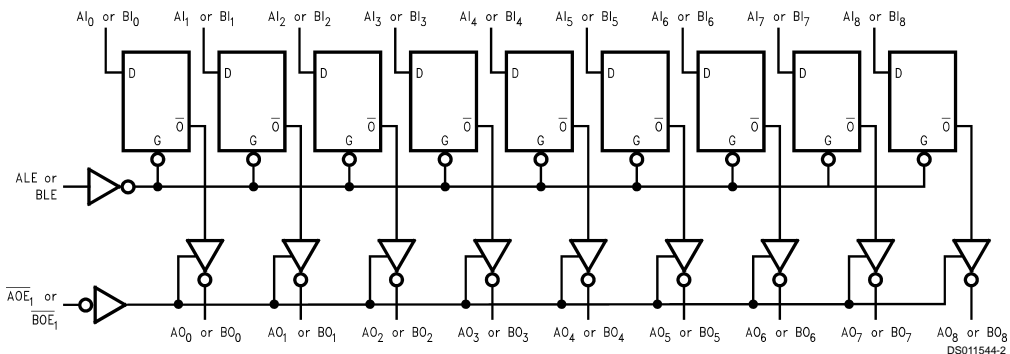 AI0 or BI0 AI1 or BI1 AI2 or BI2 AI3 or BI3 AI4 or BI4 AI5 or BI5 AI6 or BI6 AI7 or BI7 AI8 or BI8
D D D D D D D D D
O̅ O̅ O̅ O̅ O̅ O̅ O̅ O̅ O̅
G G G G G G G G G
ALE or
BLE
A̅O̅E̅1 or
B̅O̅E̅1
AO0 or BO0 AO1 or BO1 AO2 or BO2 AO3 or BO3 AO4 or BO4 AO5 or BO5 AO6 or BO6 AO7 or BO7 AO8 or BO8
DS011544-2